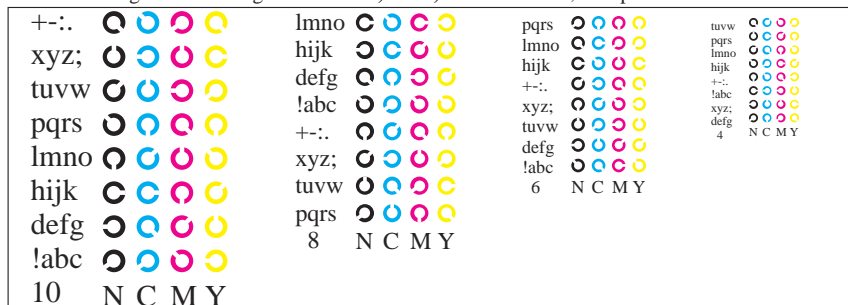 +-:.
xyz;
tuvw
pqrs
lmno
hijk
defg
!abc
10 N C M Y
lmno
hijk
defg
!abc
+-:.
xyz;
tuvw
pqrs
8 N C M Y
pqrs
lmno
hijk
+-:.
xyz;
tuvw
defg
!abc
6 N C M Y
tuvw
pqrs
lmno
hijk
+-:.
!abc
xyz;
defg
4 N C M Y